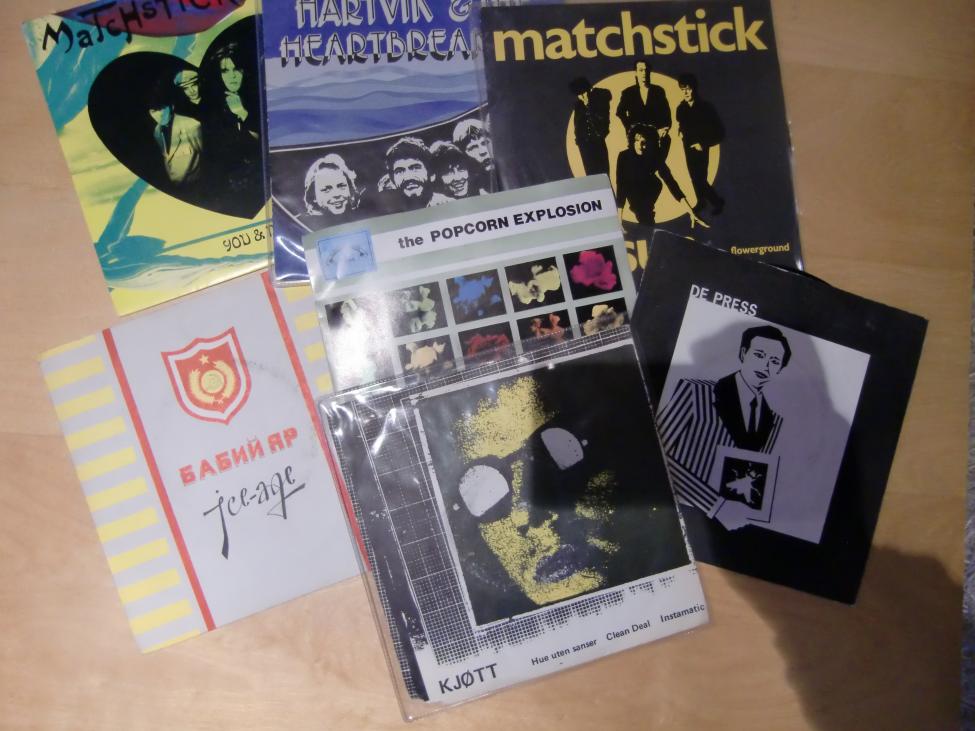 MATCHSTICK
YOU &
HARTVIK &
HEARTBREA
matchstick
flowerground
the POPCORN EXPLOSION
DE PRESS
БАБИЙ ЯР
ice-age
Hue uten sanser Clean Deal Instamatic
KJØTT